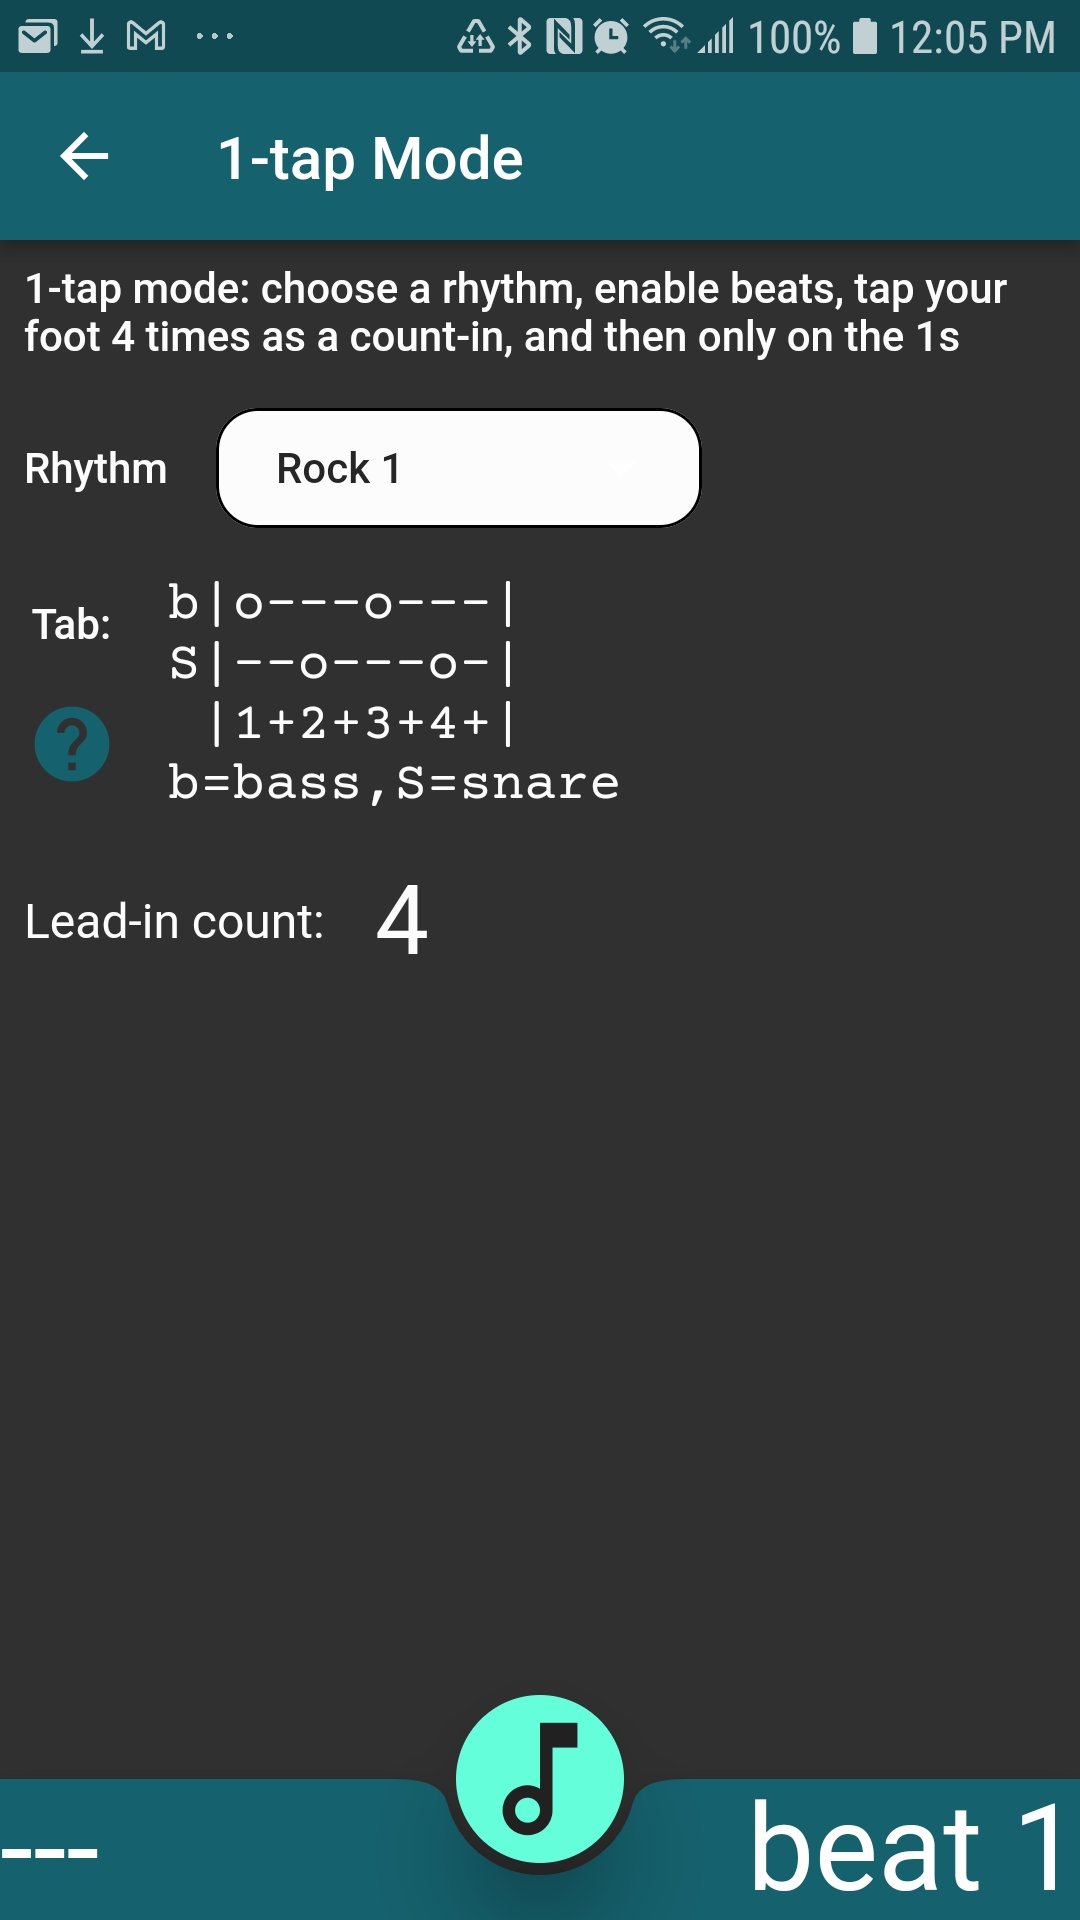 100% 12:05 PM
1-tap Mode
1-tap mode: choose a rhythm, enable beats, tap your
foot 4 times as a count-in, and then only on the 1s
Rhythm Rock 1
Tab:
b|o---o---|
S|--o---o-|
 |1+2+3+4+|
b=bass,S=snare
?
Lead-in count: 4
--- beat 1